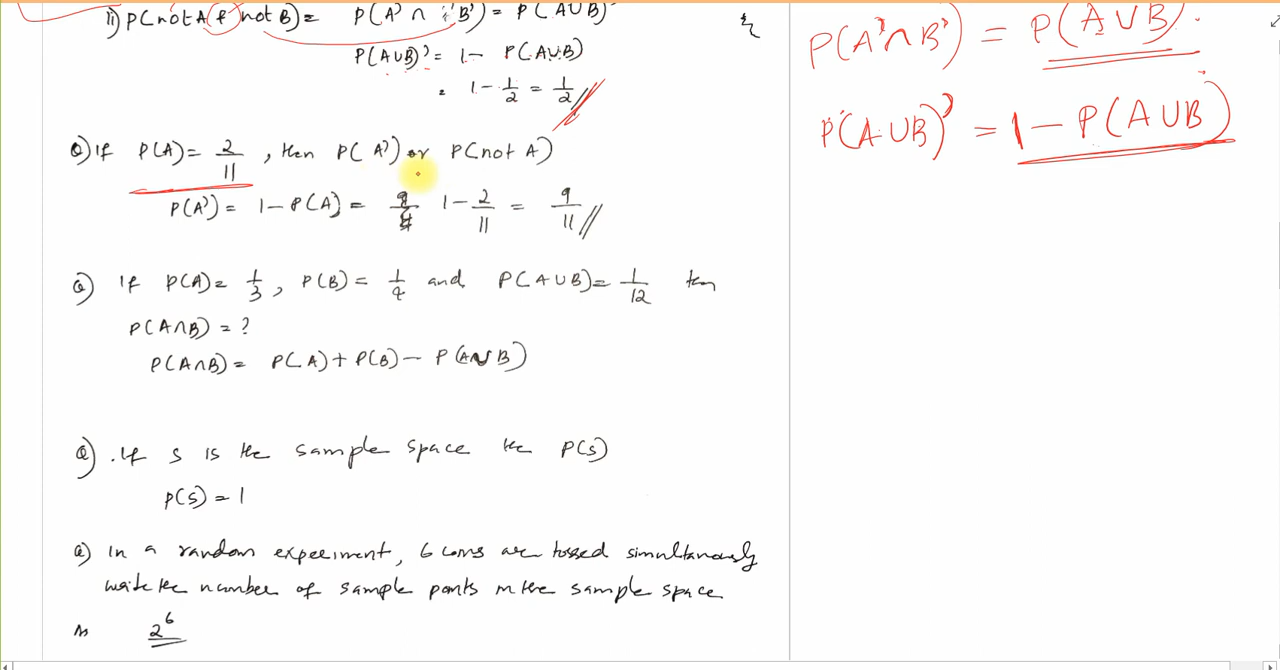 ii) P(not A & not B) = P(A' ∩ B') = P(A∪B)'
P(A∪B)' = 1 - P(A∪B)
= 1 - 1/2 = 1/2 //
Q) If P(A) = 2/11, then P(A') or P(not A)
P(A') = 1 - P(A) = 1 - 2/11 = 9/11 //
Q) If P(A) = 1/3, P(B) = 1/4 and P(A∪B) = 1/12 then
P(A∩B) = ?
P(A∩B) = P(A) + P(B) - P(A∪B)
Q) . If S is the sample space the P(S)
P(S) = 1
Q) In a random experiment, 6 coins are tossed simultanously
write the number of sample points in the sample space
2^6
P(A'∩B') = P(A∪B)'
P(A∪B)' = 1 - P(A∪B)